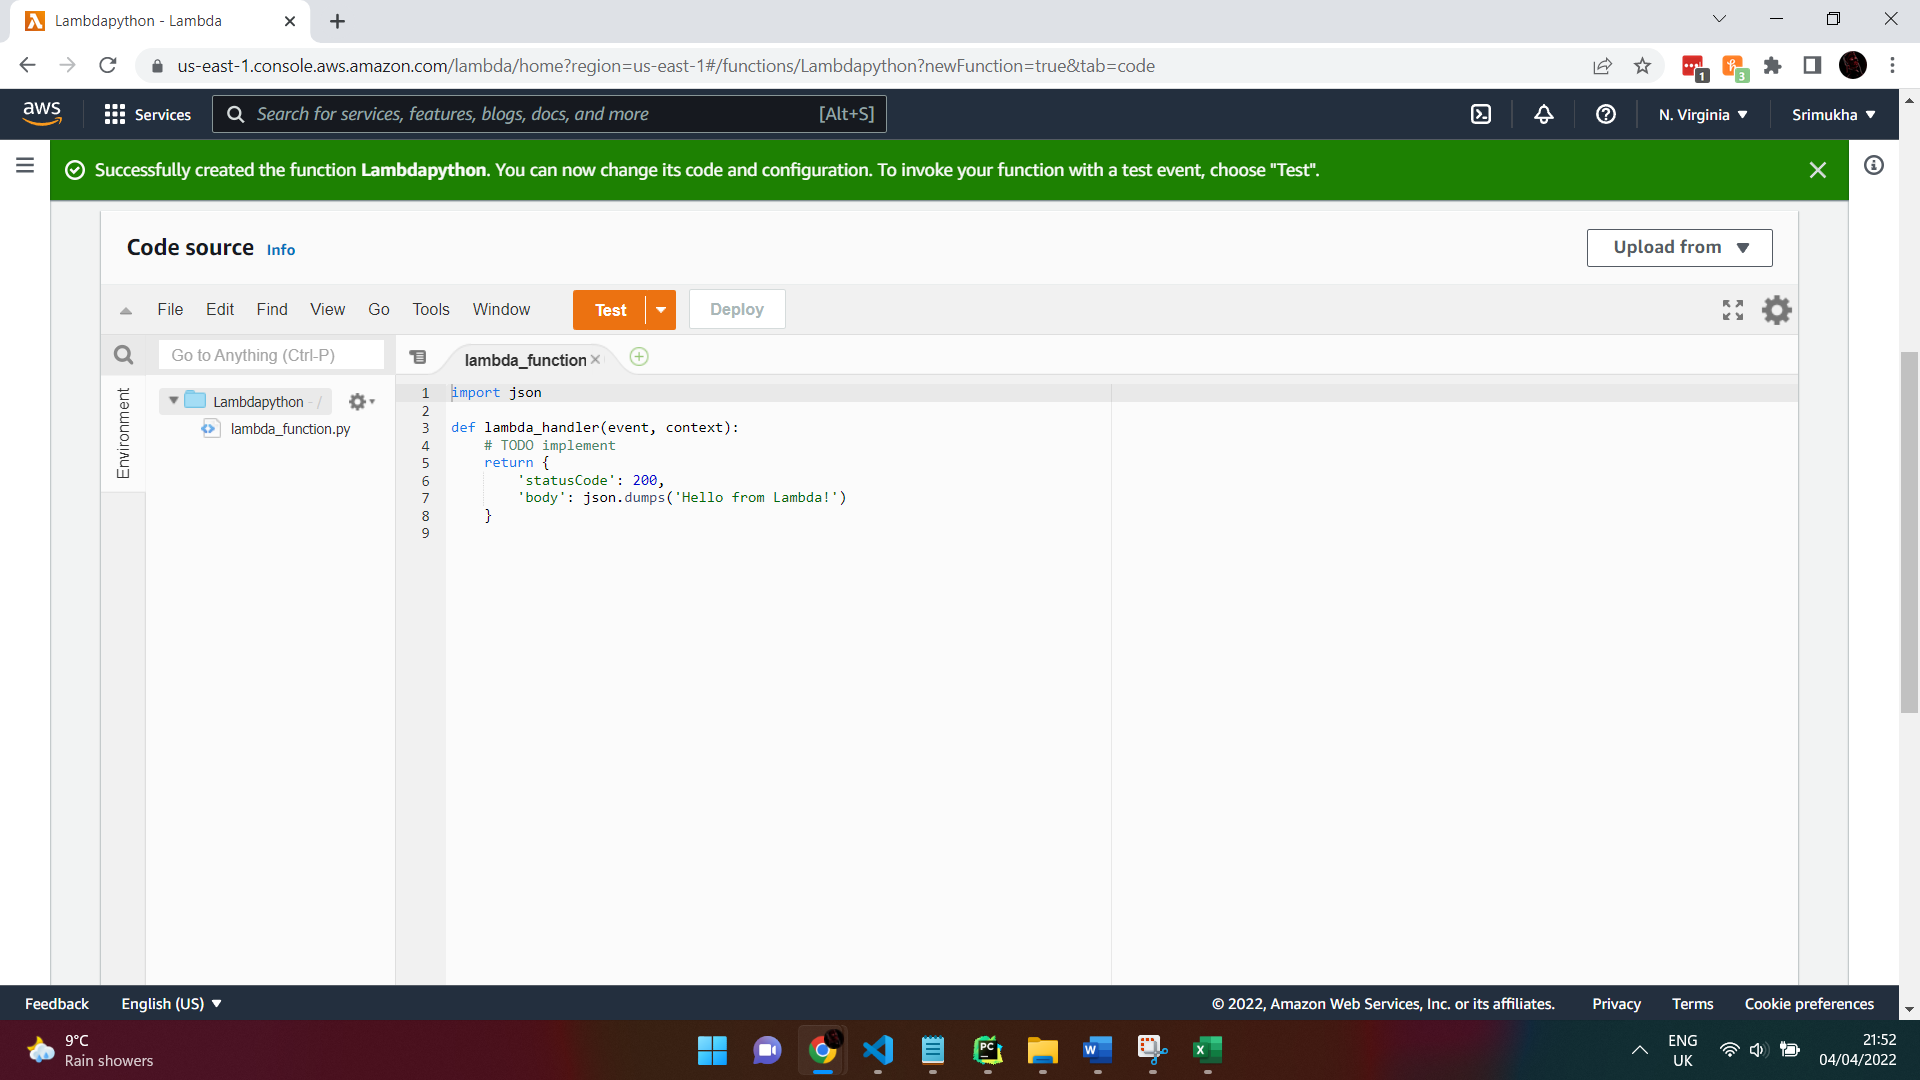 Lambdapython - Lambda
us-east-1.console.aws.amazon.com/lambda/home?region=us-east-1#/functions/Lambdapython?newFunction=true&tab=code
1
3
aws
Services
Search for services, features, blogs, docs, and more
[Alt+S]
N. Virginia
Srimukha
Successfully created the function Lambdapython. You can now change its code and configuration. To invoke your function with a test event, choose "Test".
Code source Info
Upload from
File Edit Find View Go Tools Window
Test
Deploy
Go to Anything (Ctrl-P)
lambda_function
Environment
Lambdapython - /
lambda_function.py
1 import json
2
3 def lambda_handler(event, context):
4     # TODO implement
5     return {
6         'statusCode': 200,
7         'body': json.dumps('Hello from Lambda!')
8     }
9
Feedback English (US)
© 2022, Amazon Web Services, Inc. or its affiliates. Privacy Terms Cookie preferences
9°C
Rain showers
PC
W
X
ENG
UK
21:52
04/04/2022